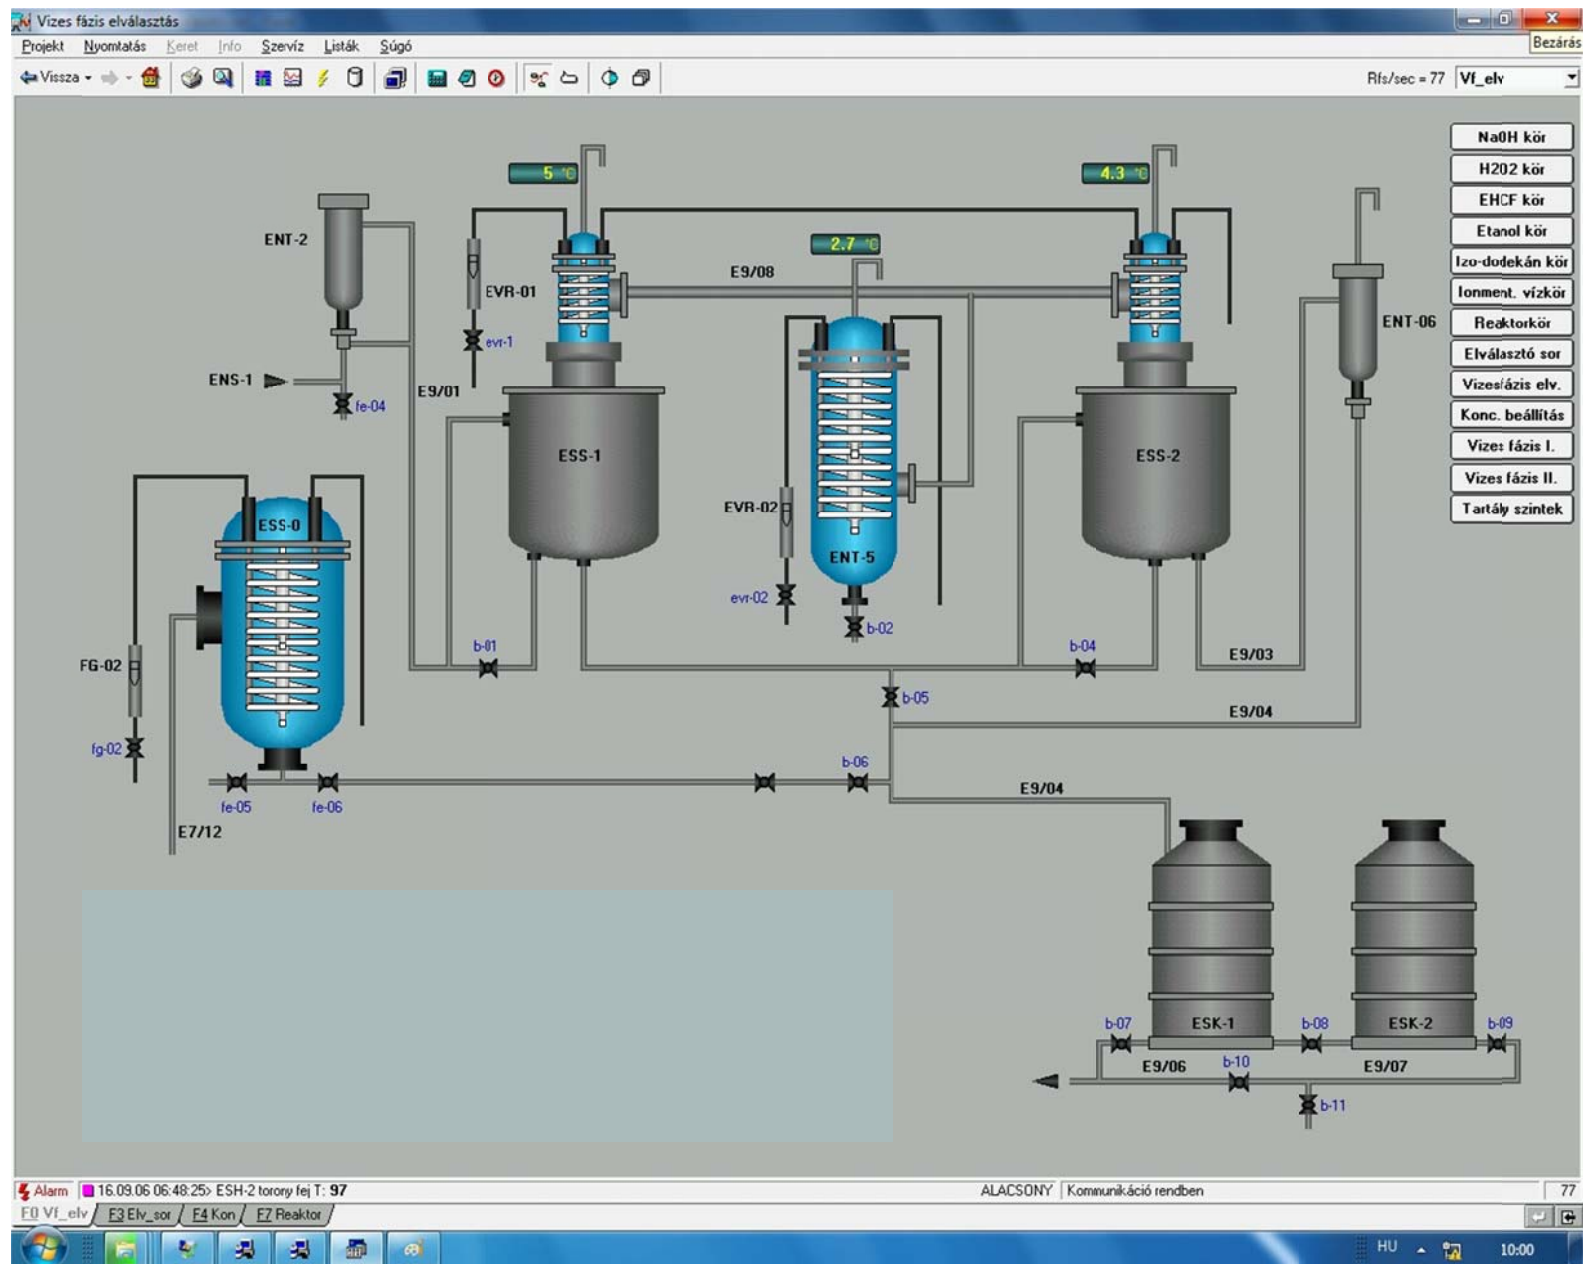 Vizes fázis elválasztás
Bezárás
Projekt Nyomtatás Keret Info Szervíz Listák Súgó
Vissza
Rfs/sec = 77 Vf_elv
NaOH kör
H2O2 kör
EHCF kör
Etanol kör
Izo-dodekán kör
Ionment. vízkör
Reaktorkör
Elválasztó sor
Vizesfázis elv.
Konc. beállítás
Vizes fázis I.
Vizes fázis II.
Tartály szintek
5 °C
4.3 °C
2.7 °C
ENT-2
EVR-01
evr-1
E9/08
ENT-06
ENS-1
fe-04
E9/01
ESS-1
ESS-2
EVR-02
ENT-5
evr-02
b-02
ESS-0
FG-02
fg-02
b-01
b-04
E9/03
b-05
E9/04
b-06
fe-05
fe-06
E7/12
E9/04
b-07
ESK-1
b-08
ESK-2
b-09
E9/06
b-10
E9/07
b-11
Alarm 16.09.06 06:48:25> ESH-2 torony fej T: 97 ALACSONY Kommunikáció rendben 77
F0 Vf_elv F3 Elv_sor F4 Kon F7 Reaktor
HU 10:00